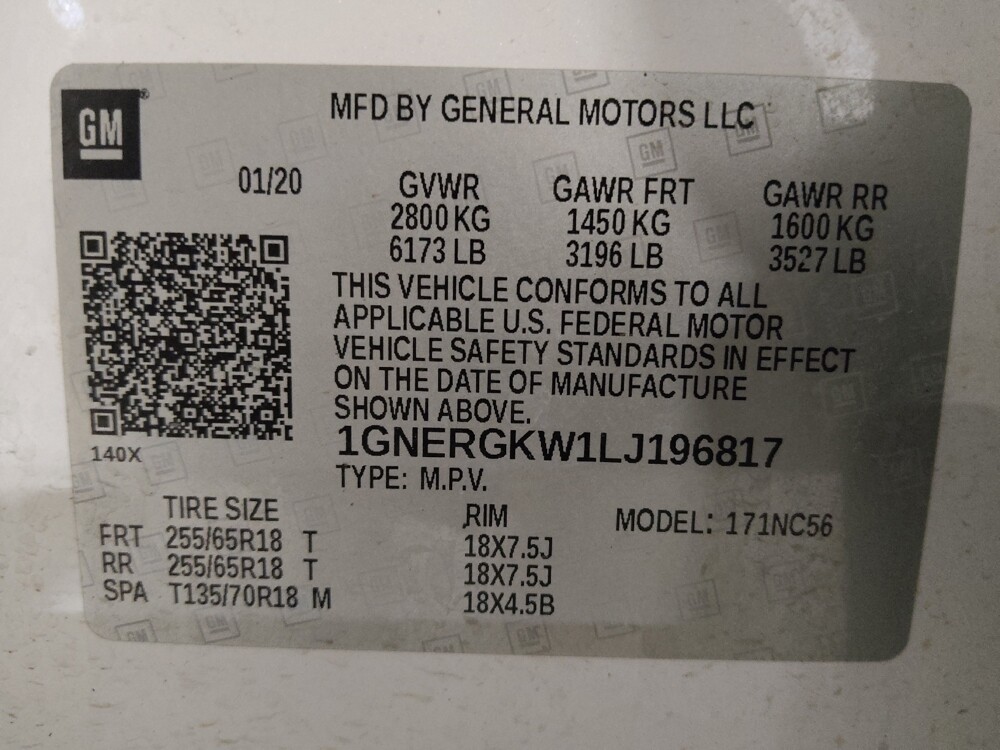 GM
MFD BY GENERAL MOTORS LLC
01/20
GVWR GAWR FRT GAWR RR
2800 KG 1450 KG 1600 KG
6173 LB 3196 LB 3527 LB
THIS VEHICLE CONFORMS TO ALL
APPLICABLE U.S. FEDERAL MOTOR
VEHICLE SAFETY STANDARDS IN EFFECT
ON THE DATE OF MANUFACTURE
SHOWN ABOVE.
1GNERGKW1LJ196817
140X
TYPE: M.P.V.
TIRE SIZE RIM MODEL: 171NC56
FRT 255/65R18 T 18X7.5J
RR 255/65R18 T 18X7.5J
SPA T135/70R18 M 18X4.5B